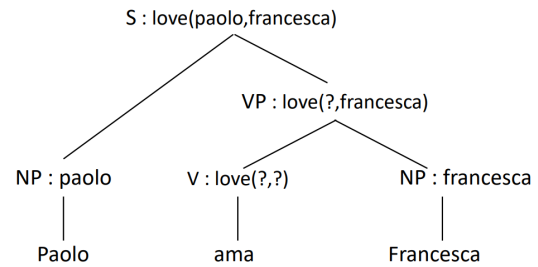 S : love(paolo,francesca)
VP : love(?,francesca)
NP : paolo V : love(?,?) NP : francesca
Paolo ama Francesca